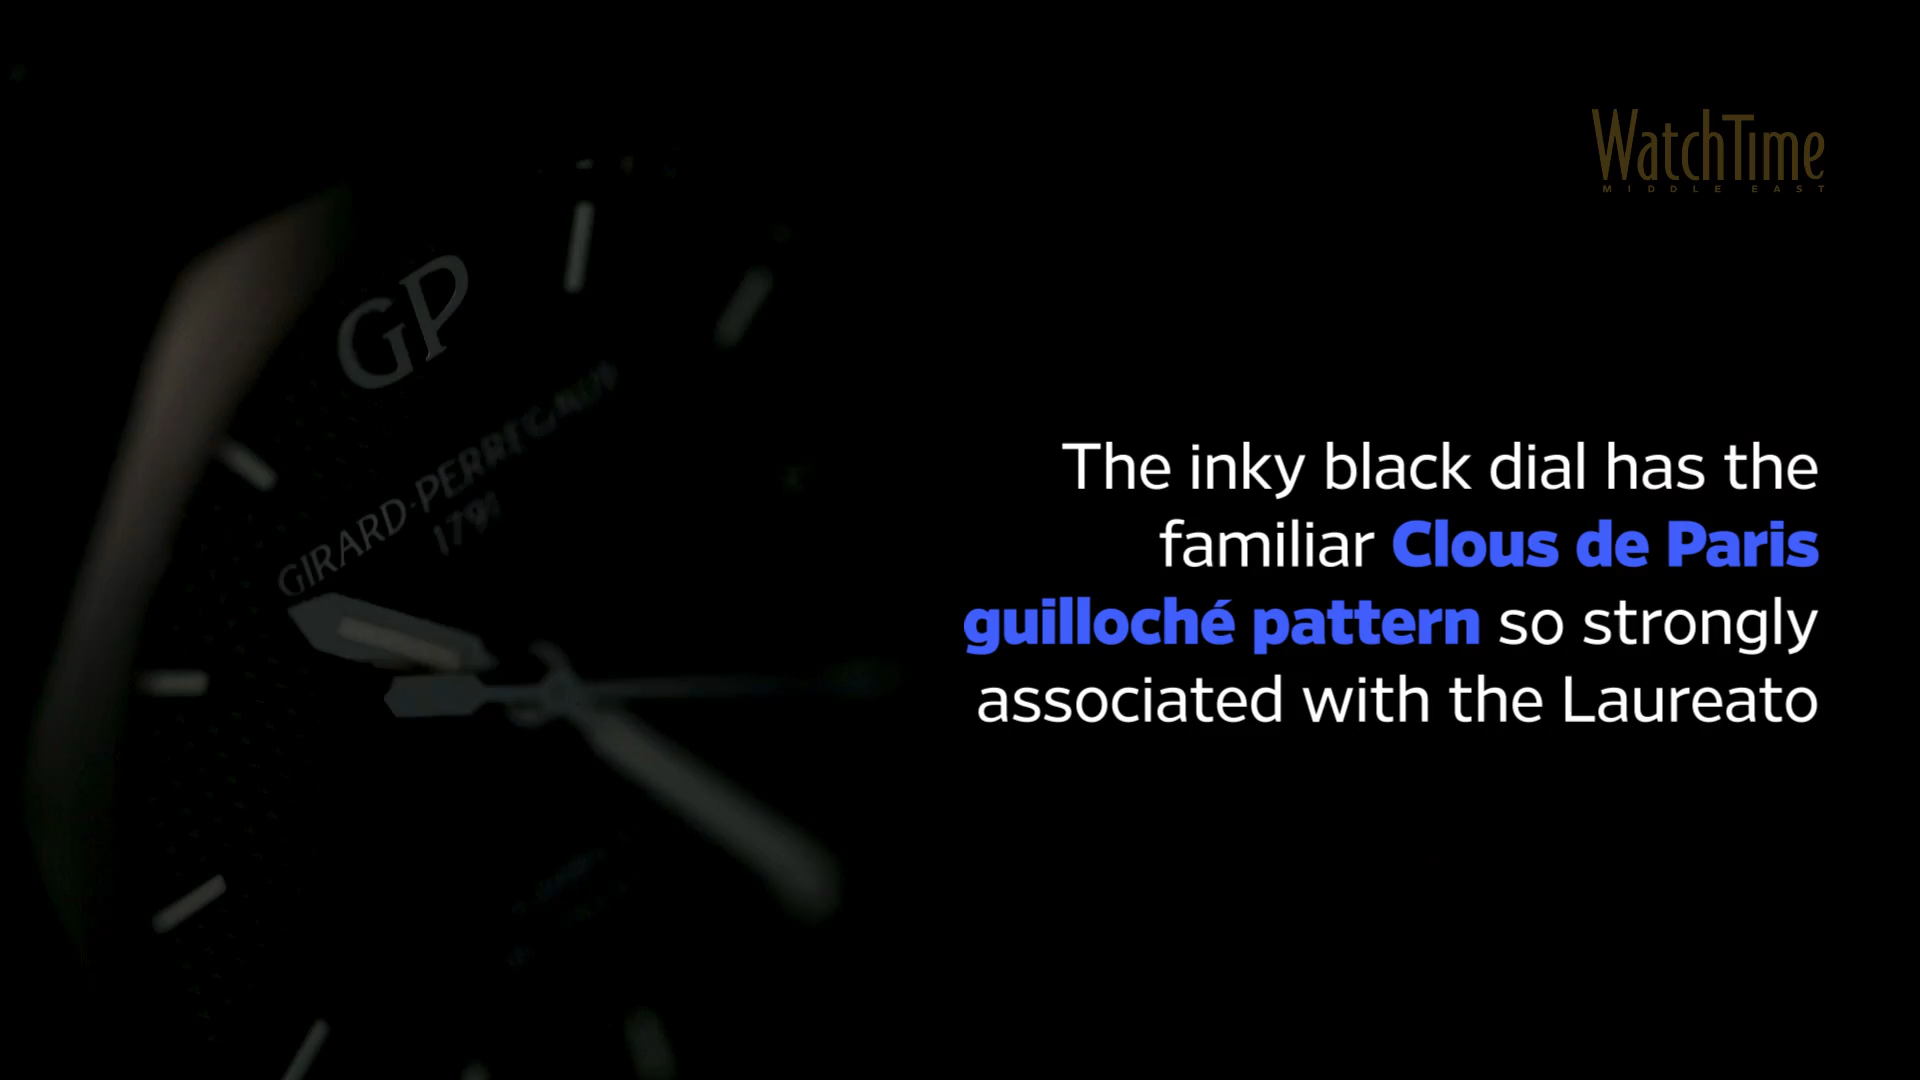 WatchTime
MIDDLE EAST
GP
GIRARD-PERREGAUX
1791
The inky black dial has the
familiar Clous de Paris
guilloché pattern so strongly
associated with the Laureato